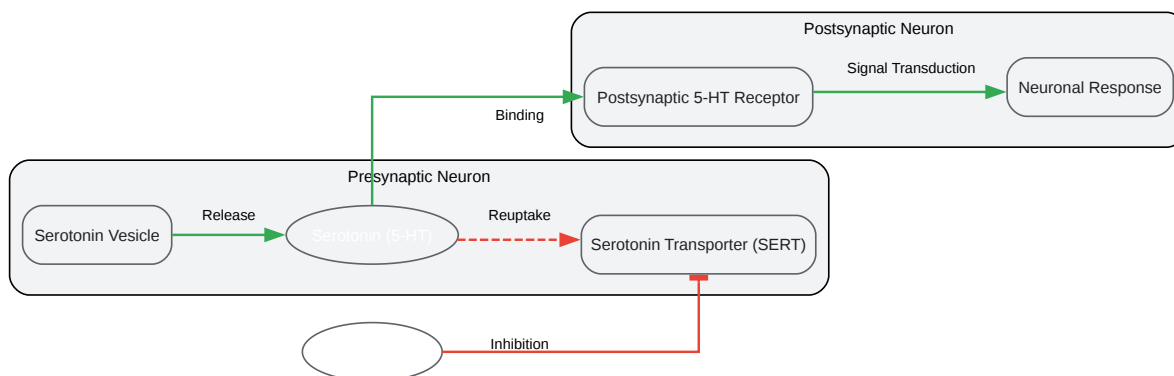 Postsynaptic Neuron
Signal Transduction
Postsynaptic 5-HT Receptor
Neuronal Response
Binding
Presynaptic Neuron
Release
Reuptake
Serotonin Vesicle
Serotonin (5-HT)
Serotonin Transporter (SERT)
Inhibition